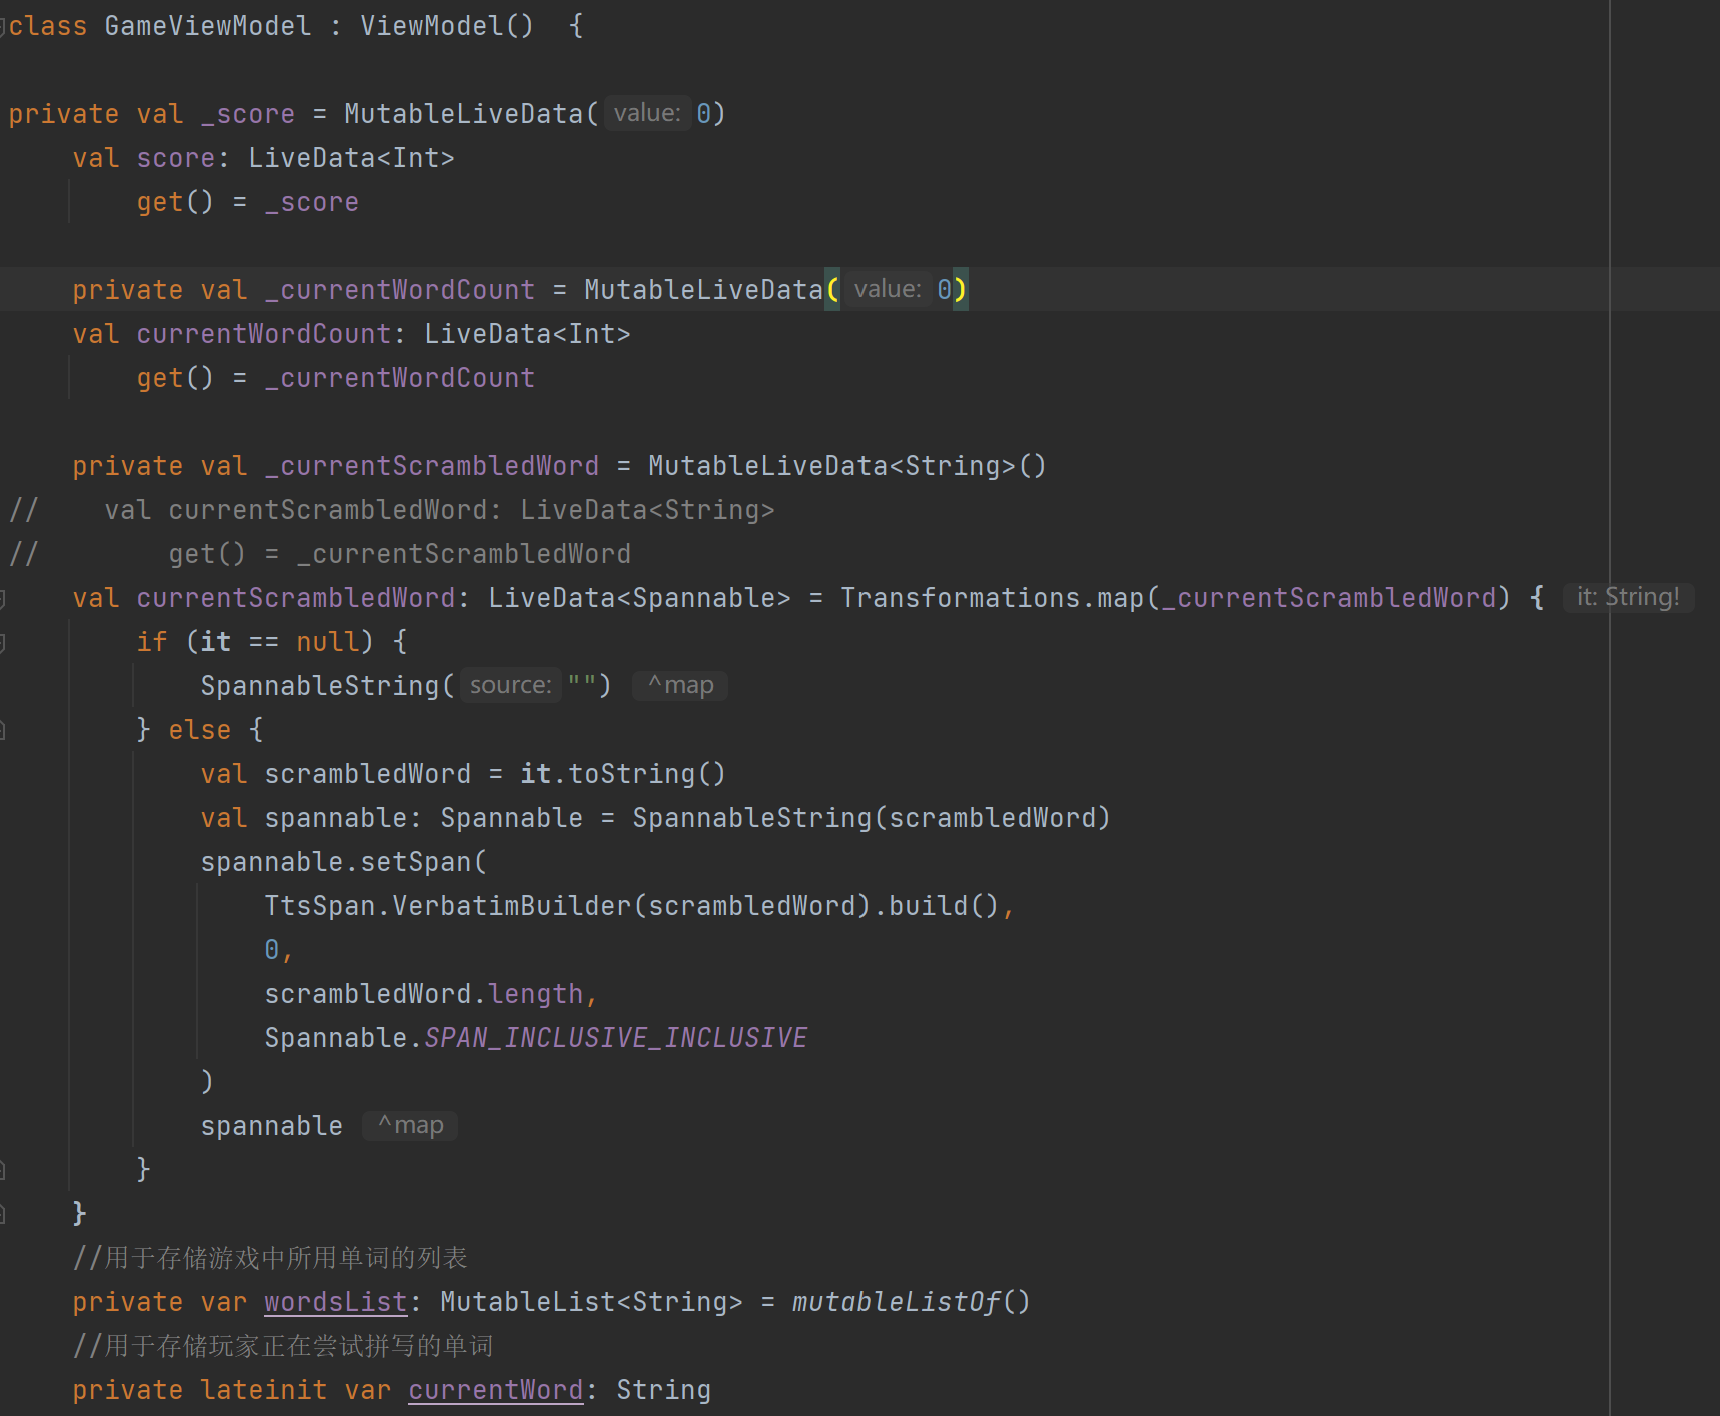 class GameViewModel : ViewModel()  {
private val _score = MutableLiveData( value: 0)
val score: LiveData<Int>
get() = _score
private val _currentWordCount = MutableLiveData( value: 0)
val currentWordCount: LiveData<Int>
get() = _currentWordCount
private val _currentScrambledWord = MutableLiveData<String>()
//    val currentScrambledWord: LiveData<String>
//        get() = _currentScrambledWord
val currentScrambledWord: LiveData<Spannable> = Transformations.map(_currentScrambledWord) { it: String!
if (it == null) {
SpannableString( source: "") ^map
} else {
val scrambledWord = it.toString()
val spannable: Spannable = SpannableString(scrambledWord)
spannable.setSpan(
TtsSpan.VerbatimBuilder(scrambledWord).build(),
0,
scrambledWord.length,
Spannable.SPAN_INCLUSIVE_INCLUSIVE
)
spannable ^map
}
}
//用于存储游戏中所用单词的列表
private var wordsList: MutableList<String> = mutableListOf()
//用于存储玩家正在尝试拼写的单词
private lateinit var currentWord: String